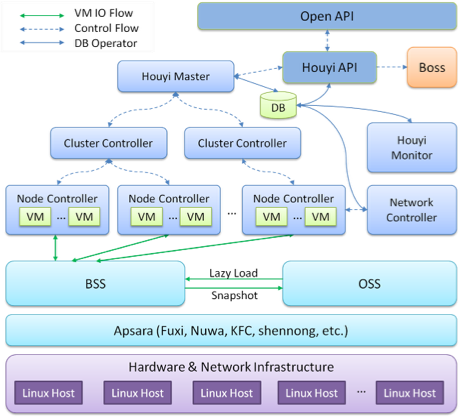 VM IO Flow
Control Flow
DB Operator
Open API
Houyi API
Boss
Houyi Master
DB
Cluster Controller
Cluster Controller
Houyi
Monitor
Node Controller
VM ... VM
Node Controller
VM ... VM
...
Node Controller
VM ... VM
Network
Controller
BSS
Lazy Load
Snapshot
OSS
Apsara (Fuxi, Nuwa, KFC, shennong, etc.)
Hardware & Network Infrastructure
Linux Host
Linux Host
Linux Host
Linux Host
...
Linux Host